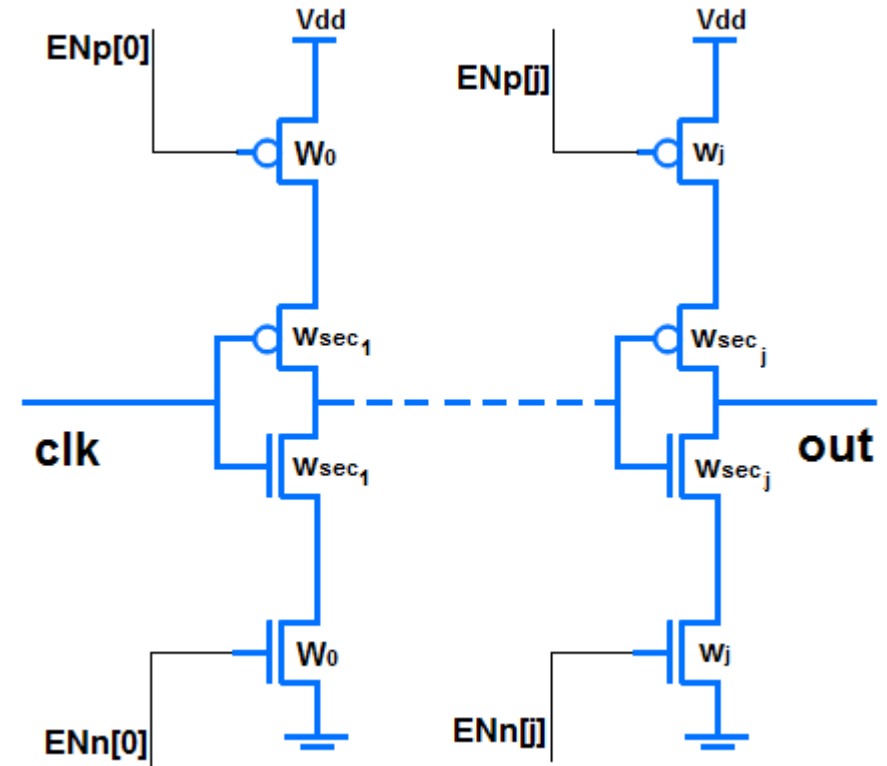 Vdd
Vdd
ENp[0]
ENp[j]
W0
Wj
Wsec1
Wsecj
clk
out
Wsec1
Wsecj
W0
Wj
ENn[0]
ENn[j]